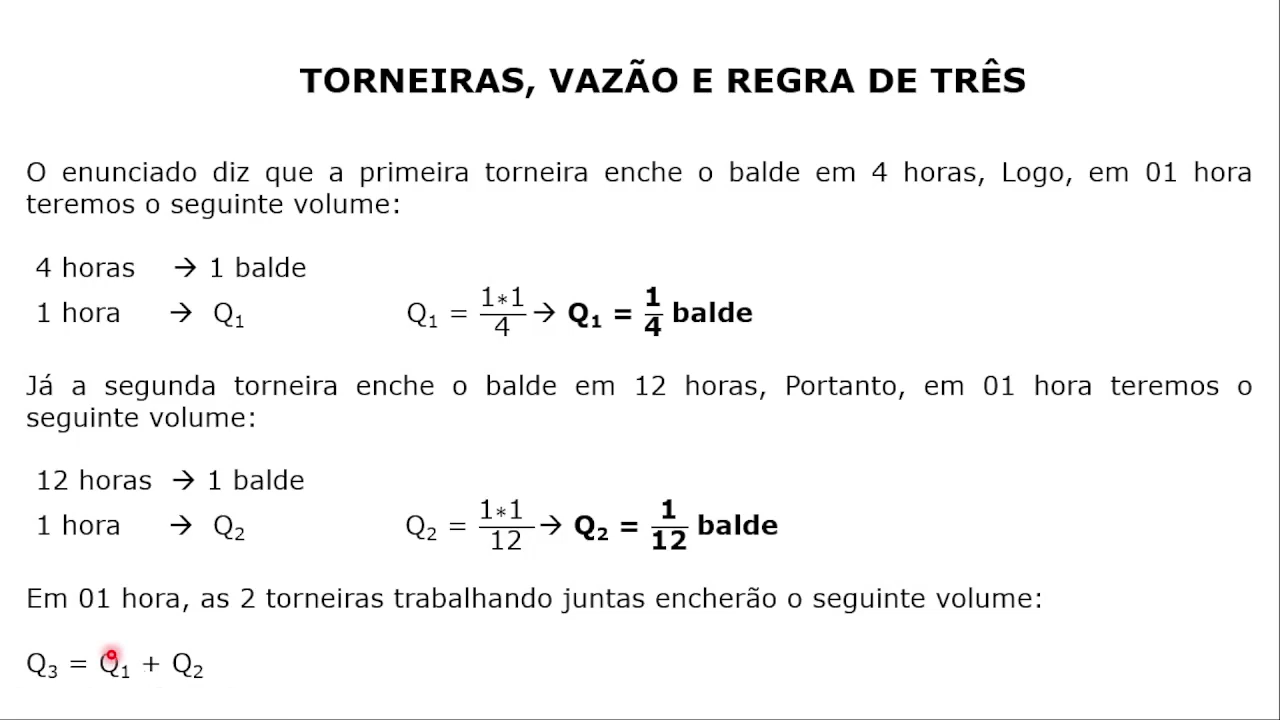 TORNEIRAS, VAZÃO E REGRA DE TRÊS
O enunciado diz que a primeira torneira enche o balde em 4 horas, Logo, em 01 hora
teremos o seguinte volume:
4 horas → 1 balde
1 hora → Q₁ Q₁ = 1*1/4 → Q₁ = 1/4 balde
Já a segunda torneira enche o balde em 12 horas, Portanto, em 01 hora teremos o
seguinte volume:
12 horas → 1 balde
1 hora → Q₂ Q₂ = 1*1/12 → Q₂ = 1/12 balde
Em 01 hora, as 2 torneiras trabalhando juntas encherão o seguinte volume:
Q₃ = Q₁ + Q₂